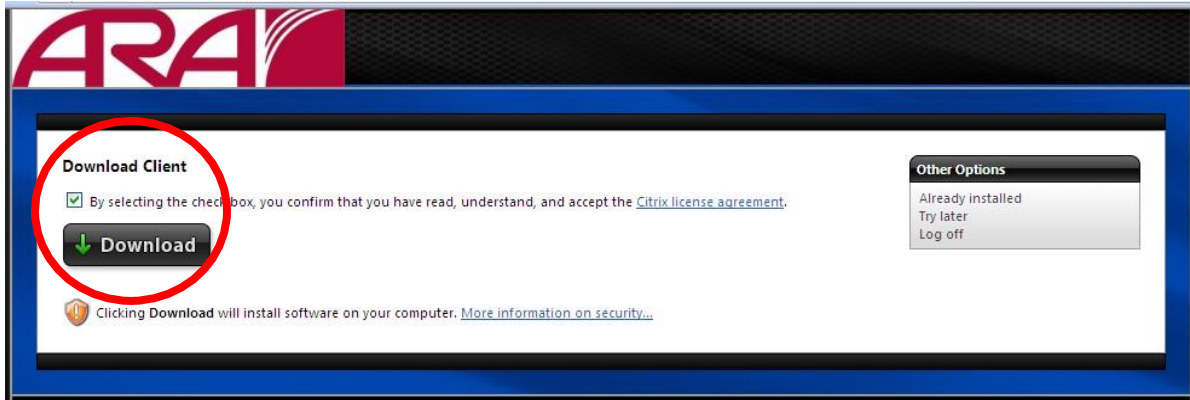 ARA
Download Client
By selecting the check box, you confirm that you have read, understand, and accept the Citrix license agreement.
Download
Clicking Download will install software on your computer. More information on security...
Other Options
Already installed
Try later
Log off